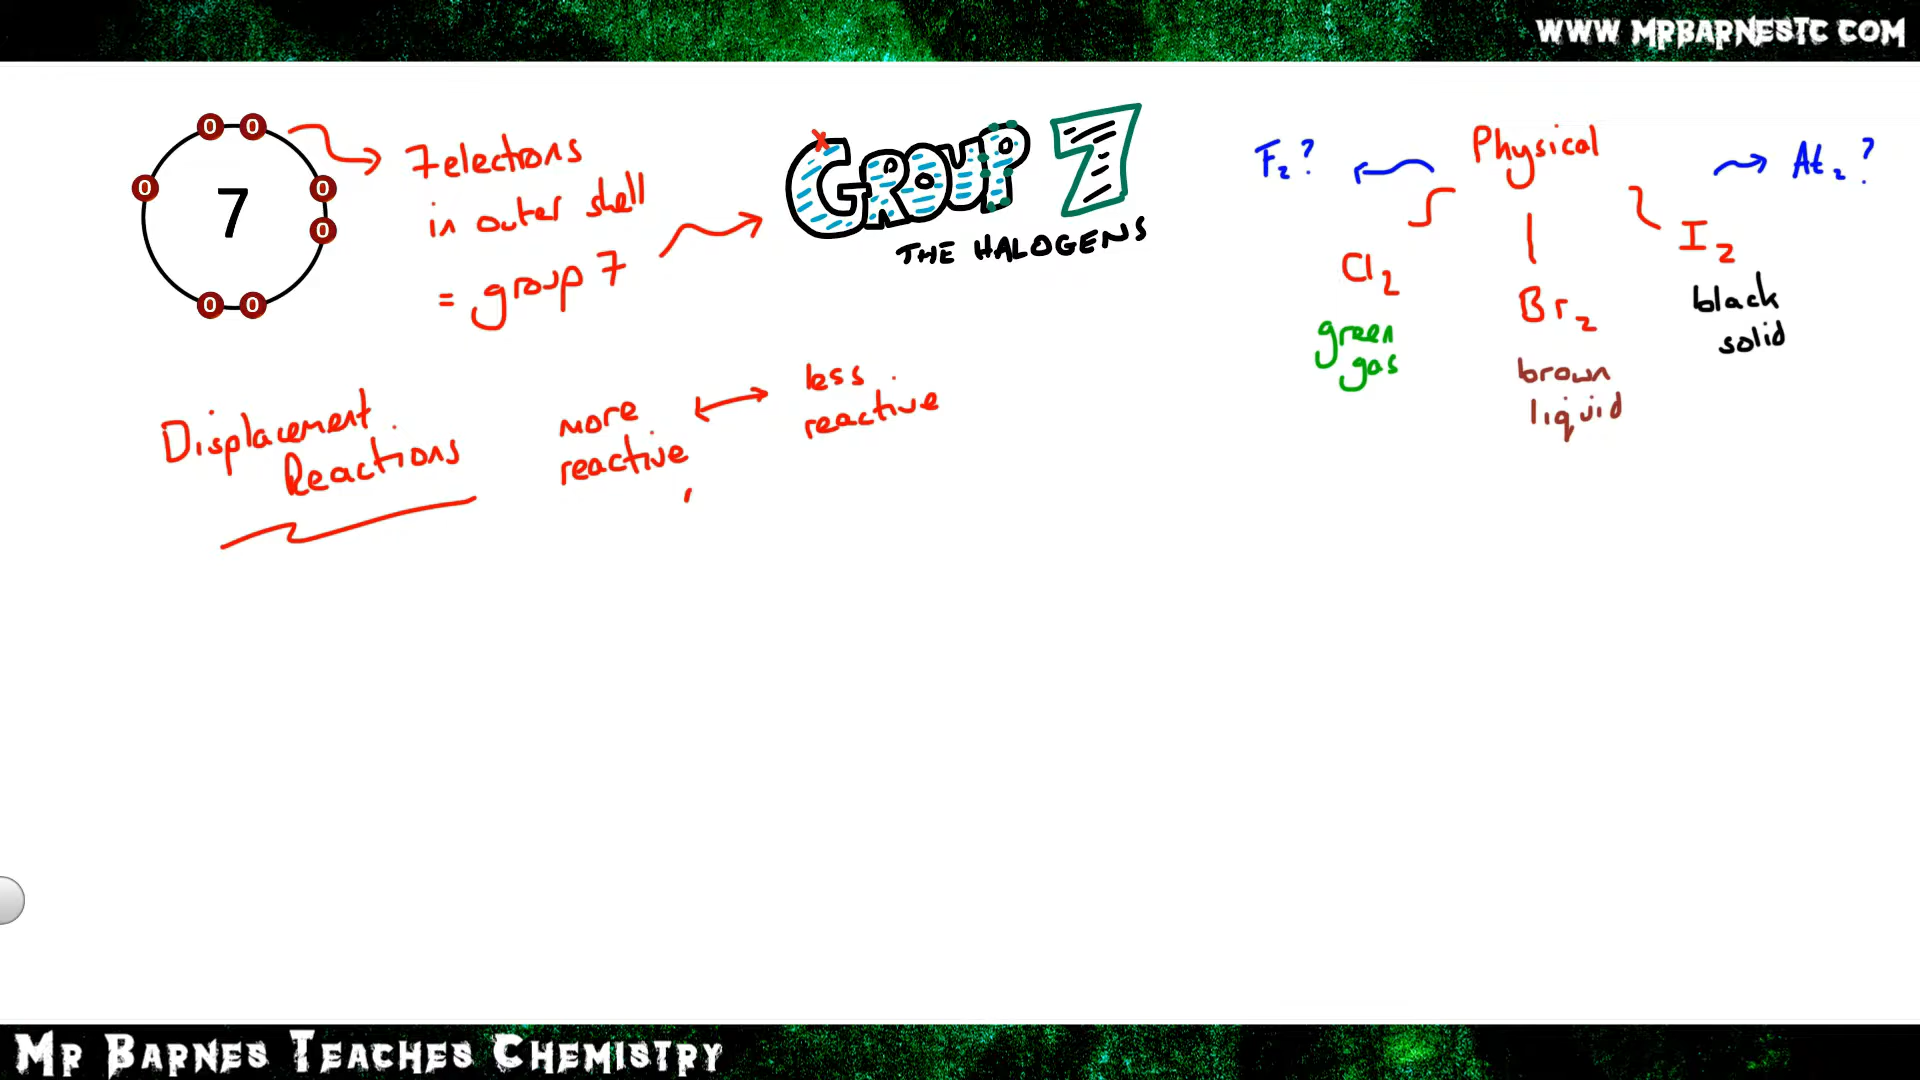 WWW MRBARNESTC COM
7
7 electrons
in outer shell
= group 7
GROUP 7
THE HALOGENS
Physical
F2?
At2?
Cl2
green
gas
Br2
brown
liquid
I2
black
solid
Displacement
Reactions
more
reactive
less
reactive
MR BARNES TEACHES CHEMISTRY